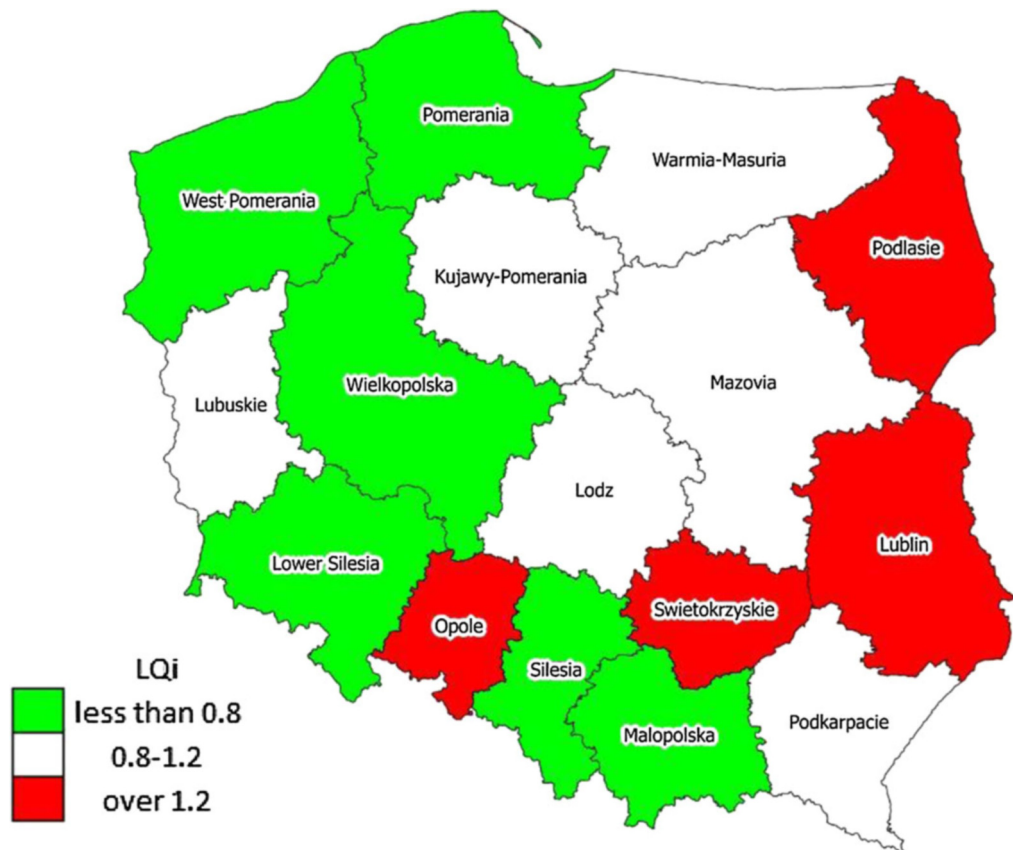 Pomerania
Warmia-Masuria
West Pomerania
Podlasie
Kujawy-Pomerania
Wielkopolska
Mazovia
Lubuskie
Lodz
Lublin
Lower Silesia
Swietokrzyskie
Opole
Silesia
Podkarpacie
Malopolska
LQi
less than 0.8
0.8-1.2
over 1.2